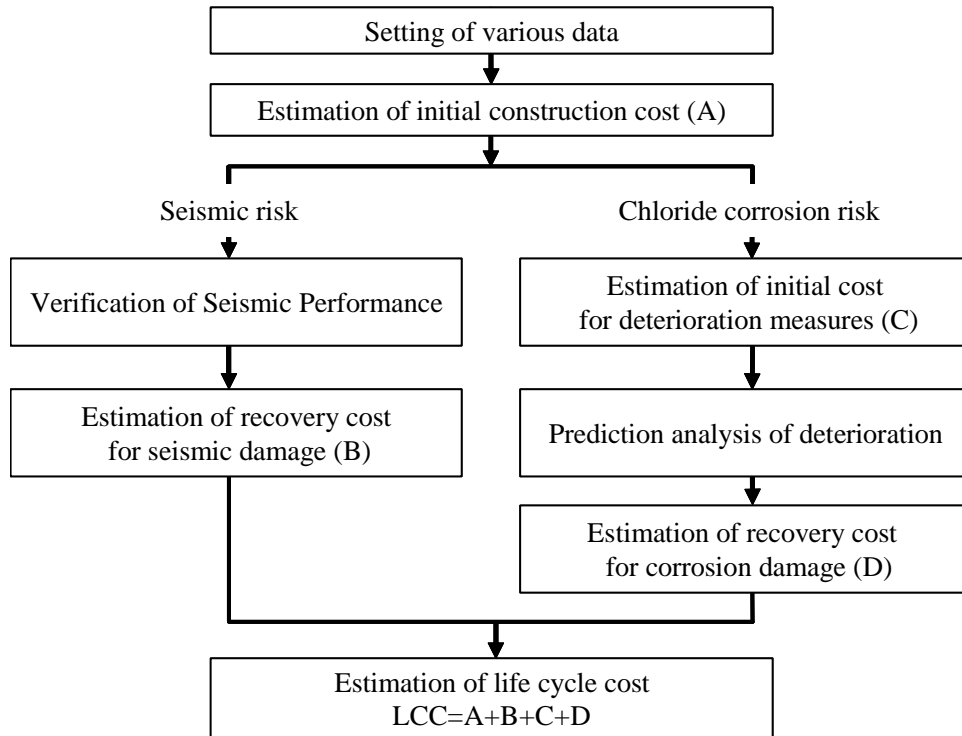 Setting of various data
Estimation of initial construction cost (A)
Seismic risk
Chloride corrosion risk
Verification of Seismic Performance
Estimation of initial cost
for deterioration measures (C)
Estimation of recovery cost
for seismic damage (B)
Prediction analysis of deterioration
Estimation of recovery cost
for corrosion damage (D)
Estimation of life cycle cost
LCC=A+B+C+D